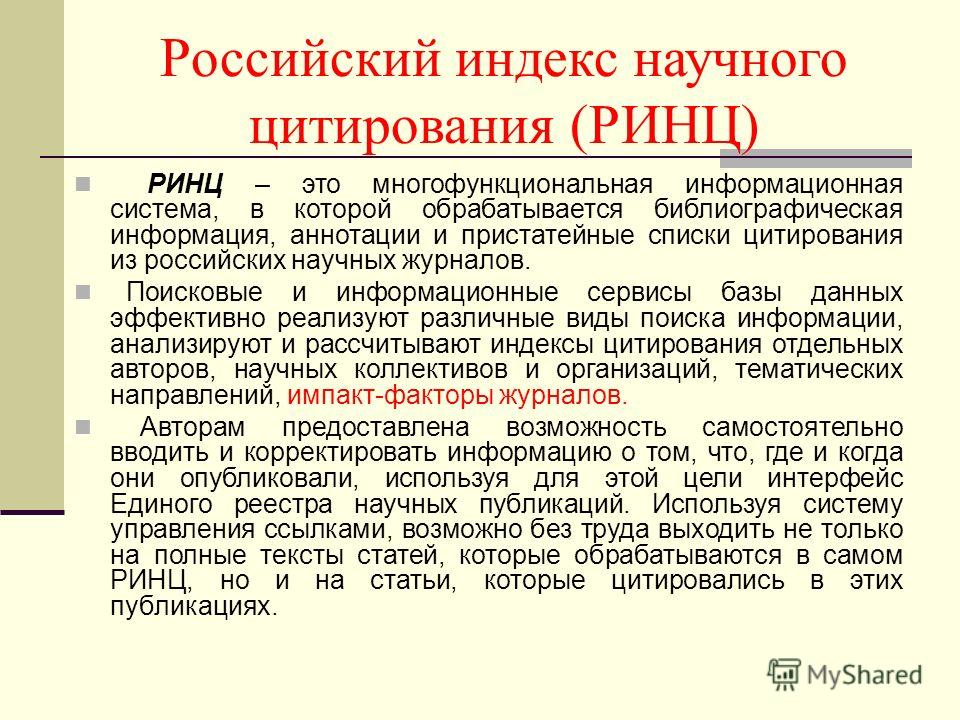 Российский индекс научного
цитирования (РИНЦ)
РИНЦ – это многофункциональная информационная
система, в которой обрабатывается библиографическая
информация, аннотации и пристатейные списки цитирования
из российских научных журналов.
Поисковые и информационные сервисы базы данных
эффективно реализуют различные виды поиска информации,
анализируют и рассчитывают индексы цитирования отдельных
авторов, научных коллективов и организаций, тематических
направлений, импакт-факторы журналов.
Авторам предоставлена возможность самостоятельно
вводить и корректировать информацию о том, что, где и когда
они опубликовали, используя для этой цели интерфейс
Единого реестра научных публикаций. Используя систему
управления ссылками, возможно без труда выходить не только
на полные тексты статей, которые обрабатываются в самом
РИНЦ, но и на статьи, которые цитировались в этих
публикациях.
MyShared